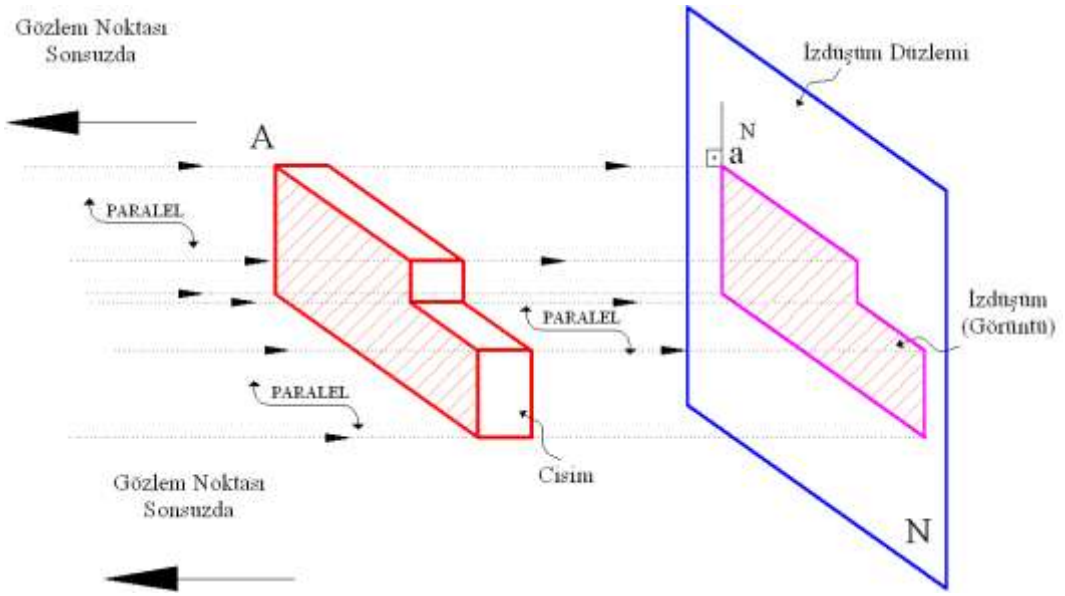 Gözlem Noktası
Sonsuzda
İzdüşüm Düzlemi
A
N
a
PARALEL
PARALEL
İzdüşüm
(Görüntü)
PARALEL
Cisim
Gözlem Noktası
Sonsuzda
N